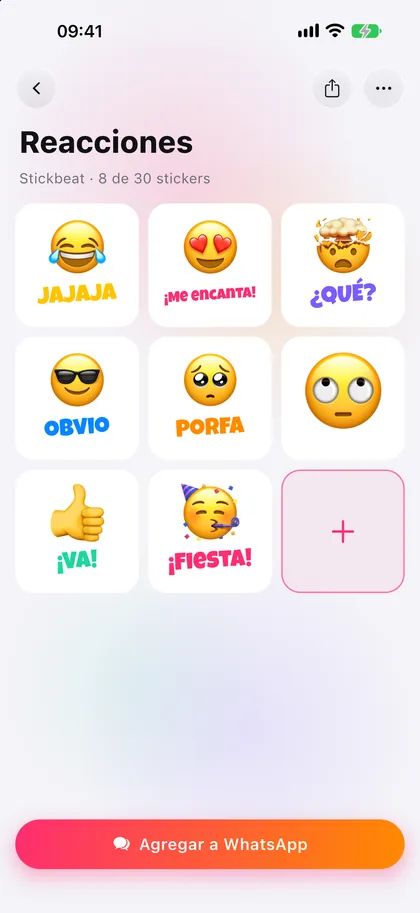 09:41
Reacciones
Stickbeat · 8 de 30 stickers
JAJAJA
¡Me encanta!
¿QUÉ?
OBVIO
PORFA
¡VA!
¡FIESTA!
Agregar a WhatsApp